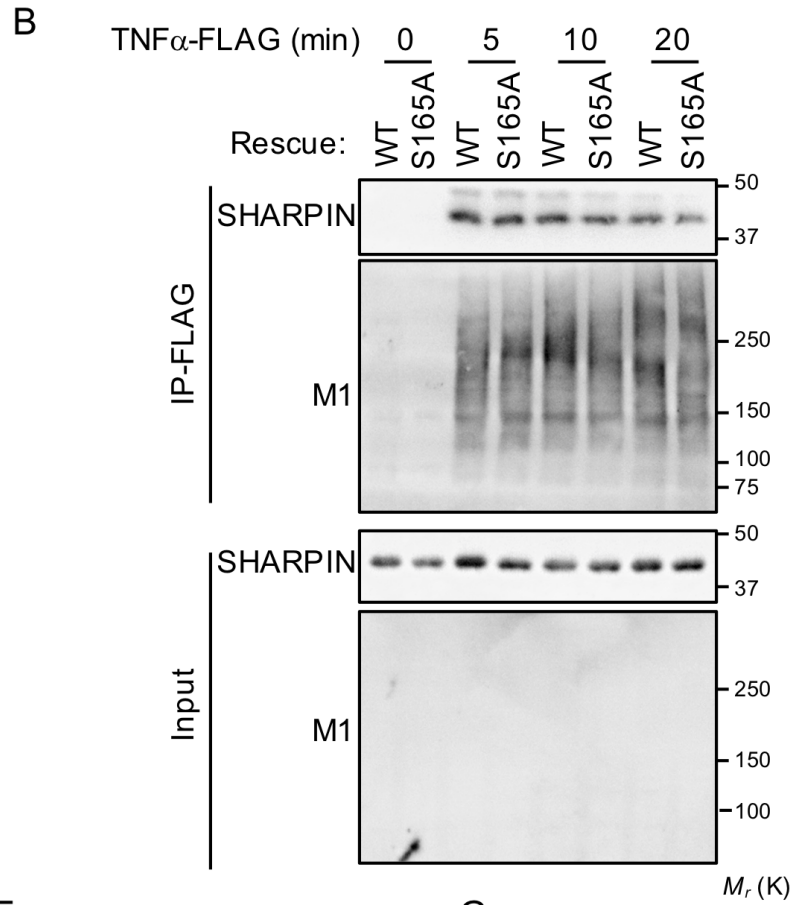 B
TNFα-FLAG (min) 0 5 10 20
Rescue: WT S165A WT S165A WT S165A WT S165A
IP-FLAG
SHARPIN
50
37
M1
250
150
100
75
Input
SHARPIN
50
37
M1
250
150
100
Mr (K)